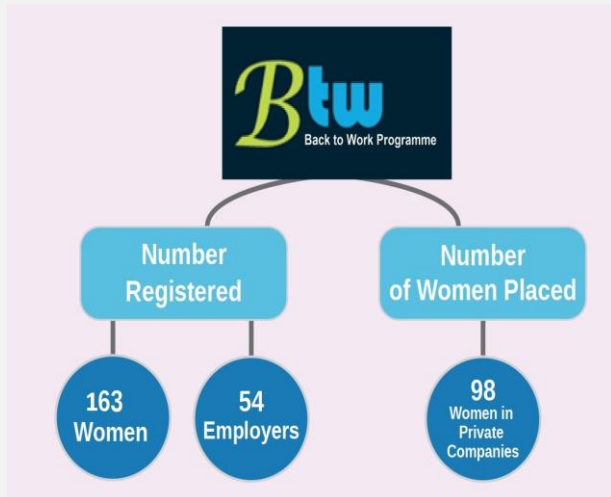 Btw
Back to Work Programme
Number
Registered
Number
of Women Placed
163
Women
54
Employers
98
Women in
Private
Companies